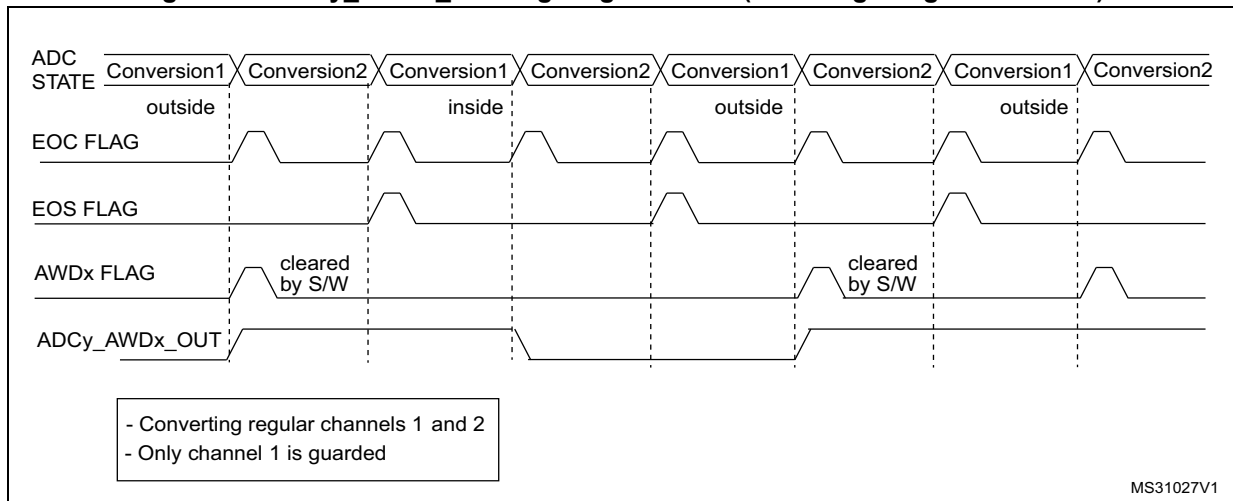 ADC
STATE
Conversion1 Conversion2 Conversion1 Conversion2 Conversion1 Conversion2 Conversion1 Conversion2
outside inside outside outside
EOC FLAG
EOS FLAG
AWDx FLAG
cleared
by S/W
cleared
by S/W
ADCy_AWDx_OUT
- Converting regular channels 1 and 2
- Only channel 1 is guarded
MS31027V1